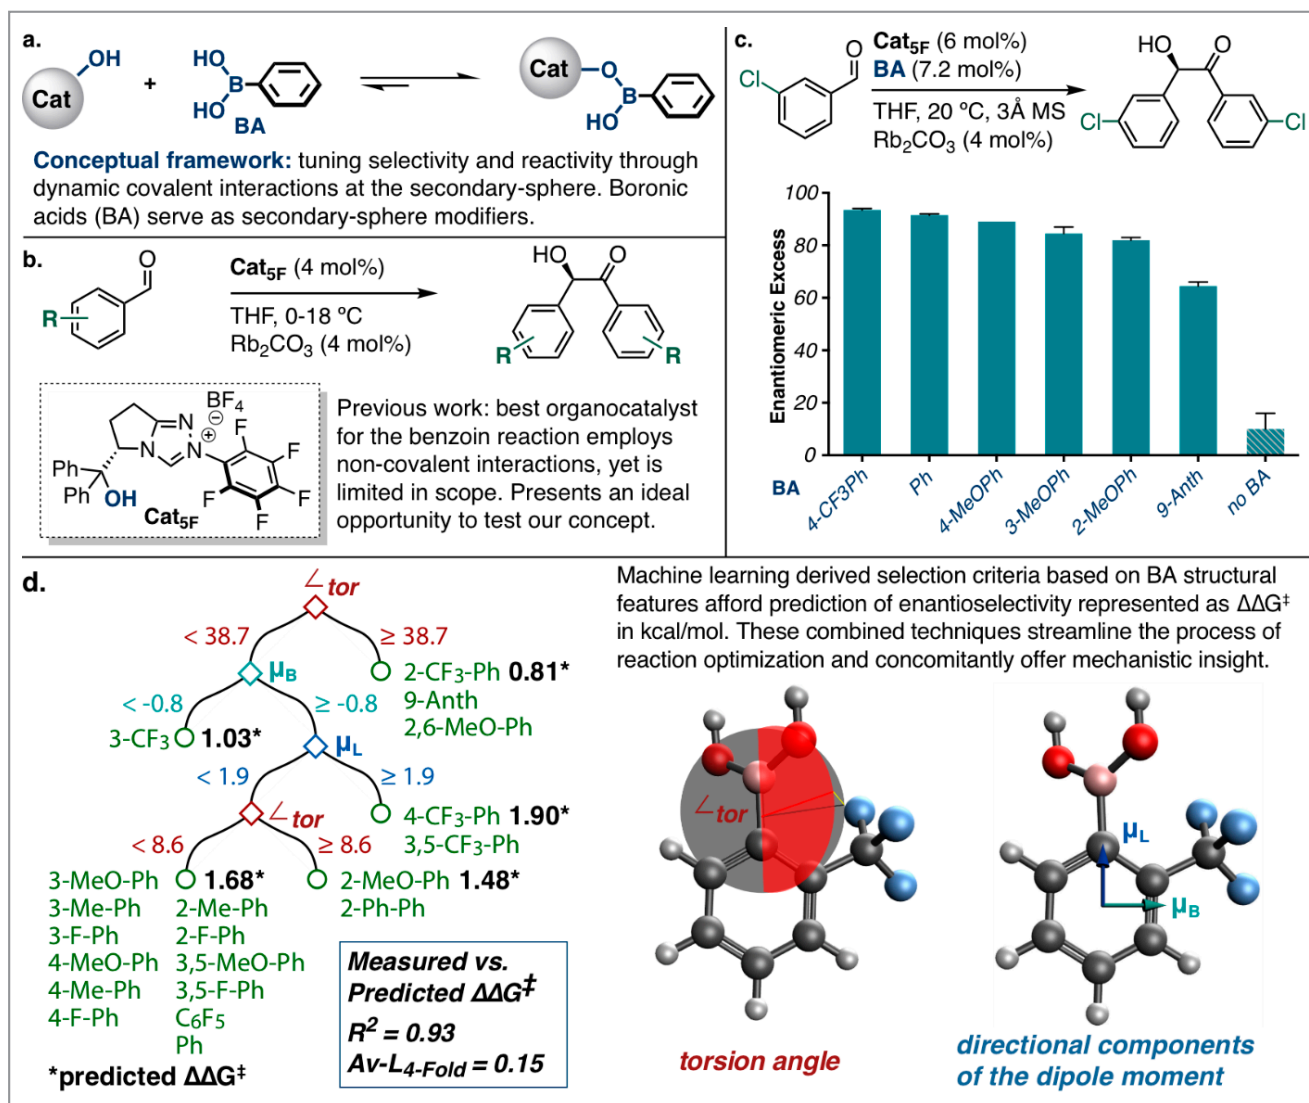 a.
OH
Cat
+
HO
B
HO
BA
Cat
O
B
HO
Conceptual framework: tuning selectivity and reactivity through
dynamic covalent interactions at the secondary-sphere. Boronic
acids (BA) serve as secondary-sphere modifiers.
b.
O
R
Cat5F (4 mol%)
THF, 0-18 ºC
Rb2CO3 (4 mol%)
HO
O
R
R
BF4
⊖
N
⊕
N
N
F
F
F
F
F
Ph
Ph
OH
Cat5F
Previous work: best organocatalyst
for the benzoin reaction employs
non-covalent interactions, yet is
limited in scope. Presents an ideal
opportunity to test our concept.
c.
O
Cl
Cat5F (6 mol%)
BA (7.2 mol%)
THF, 20 ºC, 3Å MS
Rb2CO3 (4 mol%)
HO
O
Cl
Cl
Enantiomeric Excess
100
80
60
40
20
0
BA
4-CF3Ph
Ph
4-MeOPh
3-MeOPh
2-MeOPh
9-Anth
no BA
d.
∠tor
< 38.7
≥ 38.7
μB
2-CF3-Ph 0.81*
9-Anth
2,6-MeO-Ph
< -0.8
≥ -0.8
3-CF3 1.03*
μL
< 1.9
≥ 1.9
∠tor
4-CF3-Ph 1.90*
3,5-CF3-Ph
< 8.6
≥ 8.6
3-MeO-Ph 1.68*
2-MeO-Ph 1.48*
3-Me-Ph 2-Me-Ph
2-Ph-Ph
3-F-Ph 2-F-Ph
4-MeO-Ph 3,5-MeO-Ph
4-Me-Ph 3,5-F-Ph
4-F-Ph C6F5
Ph
*predicted ΔΔG‡
Measured vs.
Predicted ΔΔG‡
R2 = 0.93
Av-L4-Fold = 0.15
Machine learning derived selection criteria based on BA structural
features afford prediction of enantioselectivity represented as ΔΔG‡
in kcal/mol. These combined techniques streamline the process of
reaction optimization and concomitantly offer mechanistic insight.
∠tor
torsion angle
μL
μB
directional components
of the dipole moment